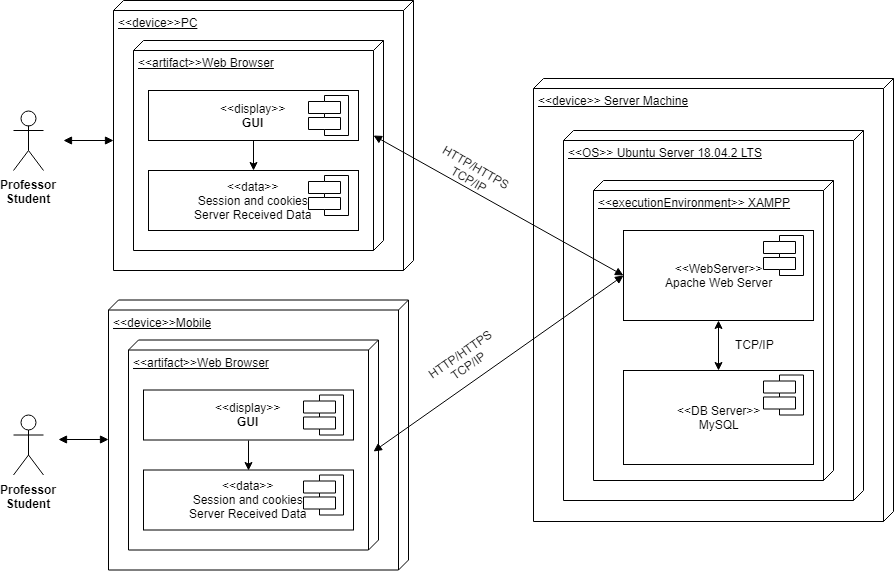 <<device>>PC
<<artifact>>Web Browser
<<display>>
GUI
<<data>>
Session and cookies
Server Received Data
Professor
Student
HTTP/HTTPS
TCP/IP
<<device>>Mobile
<<artifact>>Web Browser
<<display>>
GUI
<<data>>
Session and cookies
Server Received Data
Professor
Student
HTTP/HTTPS
TCP/IP
<<device>> Server Machine
<<OS>> Ubuntu Server 18.04.2 LTS
<<executionEnvironment>> XAMPP
<<WebServer>>
Apache Web Server
TCP/IP
<<DB Server>>
MySQL